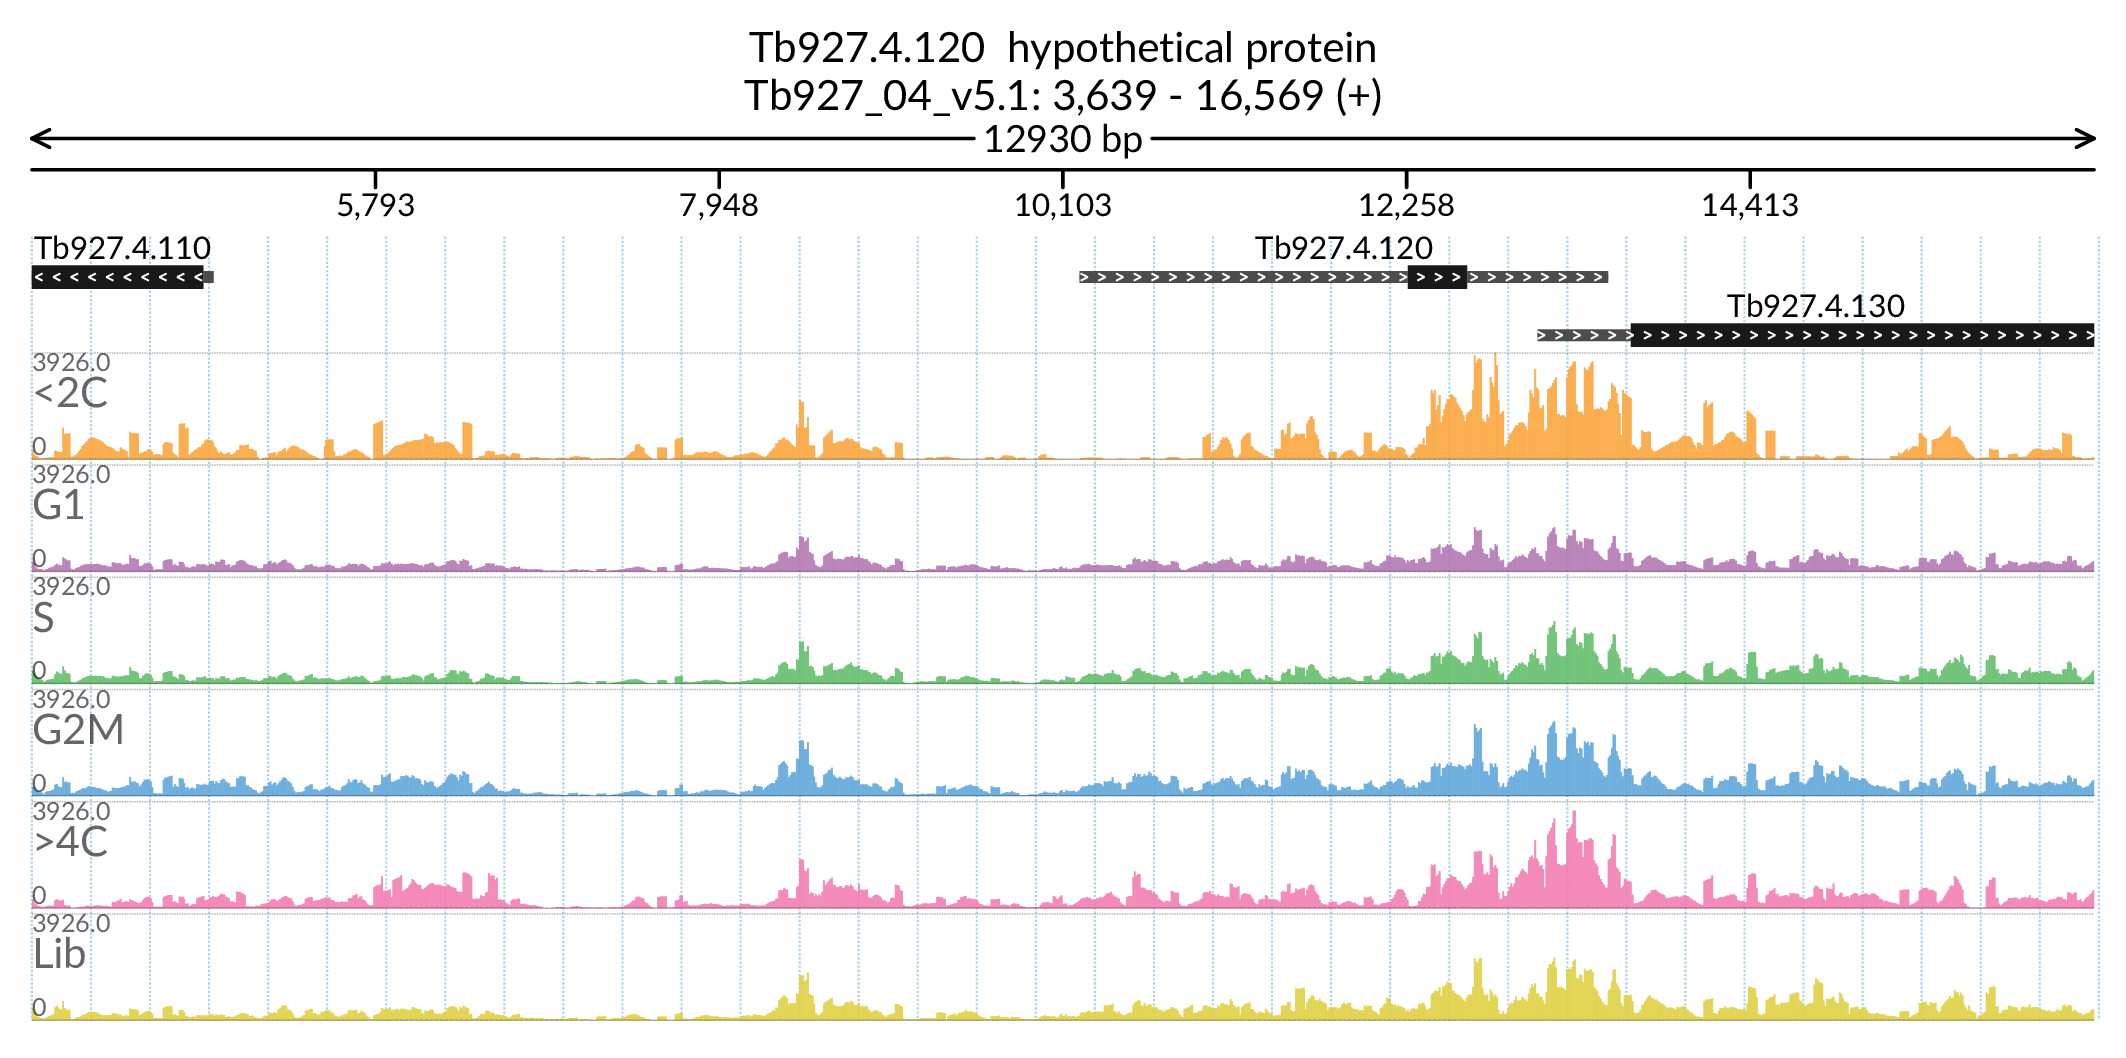 Tb927.4.120  hypothetical protein
Tb927_04_v5.1: 3,639 - 16,569 (+)
12930 bp
5,793 7,948 10,103 12,258 14,413
Tb927.4.110 Tb927.4.120
Tb927.4.130
3926.0
<2C
0
3926.0
G1
0
3926.0
S
0
3926.0
G2M
0
3926.0
>4C
0
3926.0
Lib
0